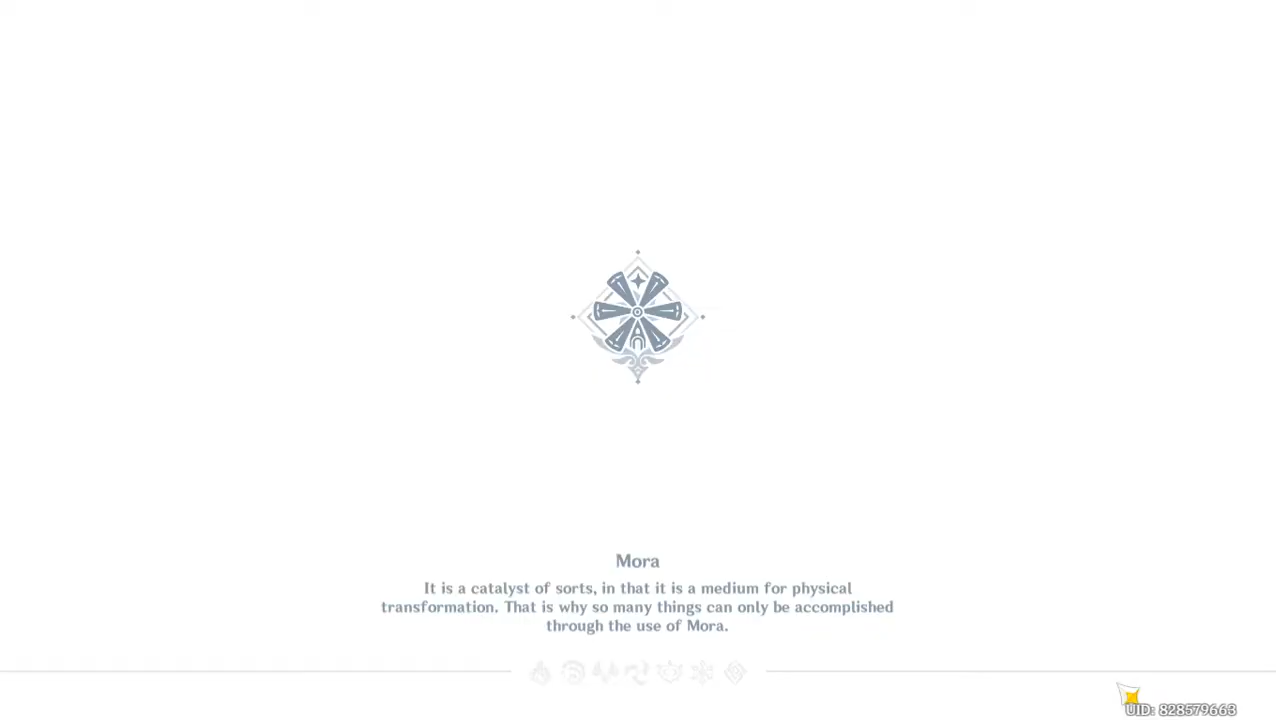 Mora
It is a catalyst of sorts, in that it is a medium for physical
transformation. That is why so many things can only be accomplished
through the use of Mora.
UID: 828579663